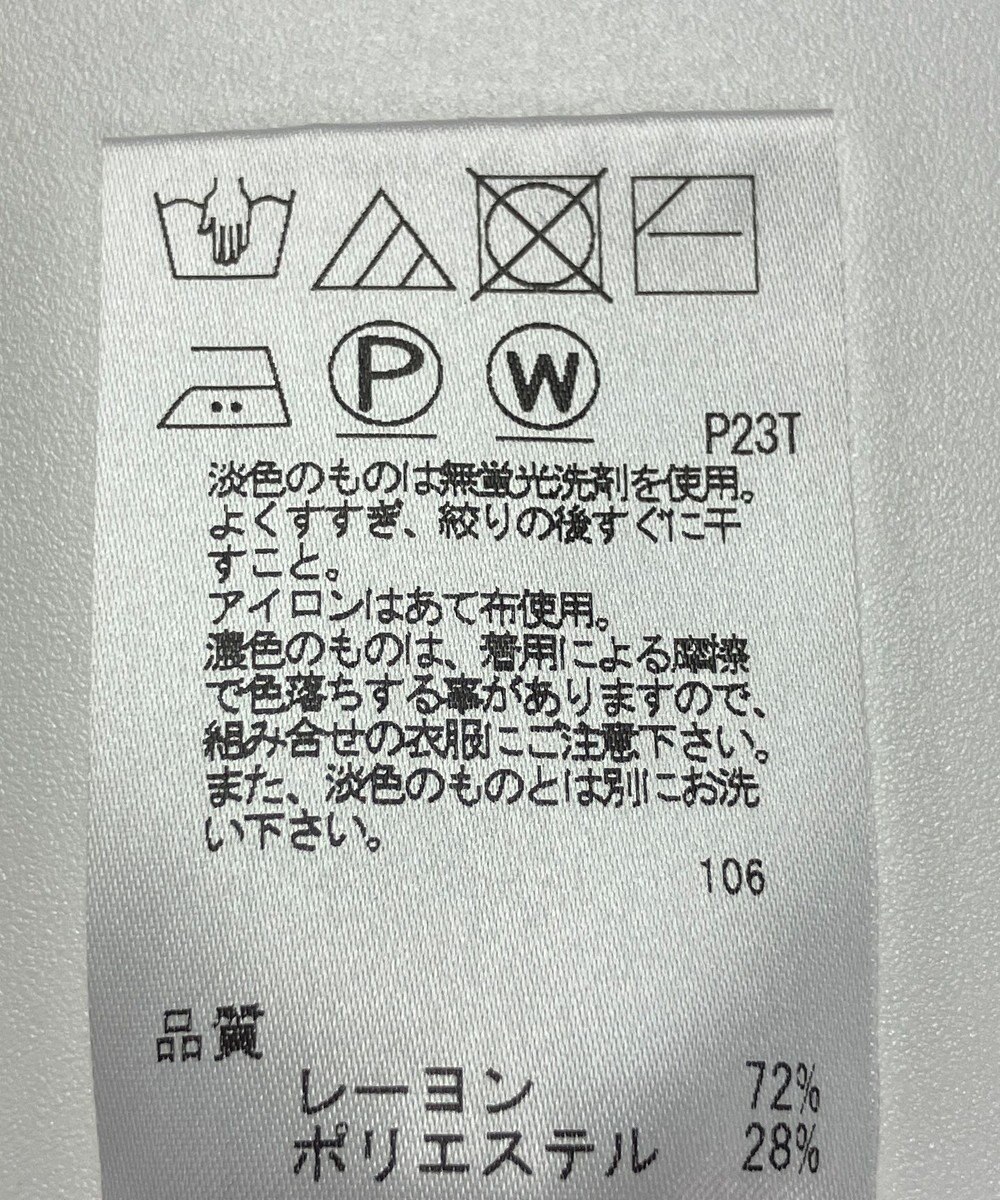 P W
P23T
淡色のものは無蛍光洗剤を使用。
よくすすぎ、絞りの後すぐに干
すこと。
アイロンはあて布使用。
濃色のものは、着用による摩擦
で色落ちする事がありますので、
組み合せの衣服にご注意下さい。
また、淡色のものとは別にお洗
い下さい。
106
品質
レーヨン 72%
ポリエステル 28%